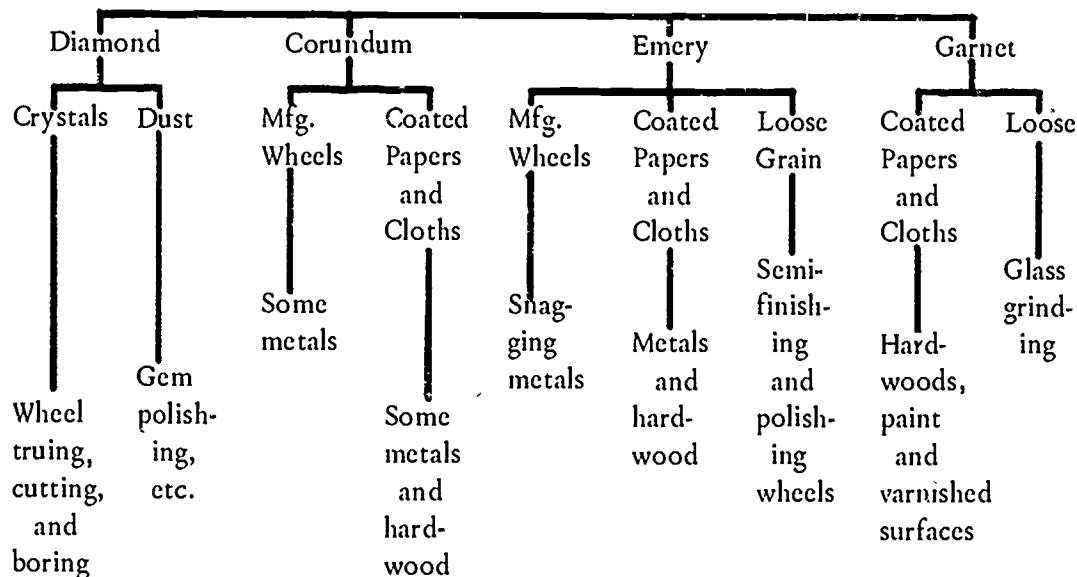 Diamond
Corundum
Emery
Garnet
Crystals
Dust
Mfg.
Wheels
Coated
Papers
and
Cloths
Mfg.
Wheels
Coated
Papers
and
Cloths
Loose
Grain
Coated
Papers
and
Cloths
Loose
Wheel
truing,
cutting,
and
boring
Gem
polish-
ing,
etc.
Some
metals
Some
metals
and
hard-
wood
Snag-
ging
metals
Metals
and
hard-
wood
Semi-
finish-
ing
and
polish-
ing
wheels
Hard-
woods,
paint
and
varnished
surfaces
Glass
grind-
ing